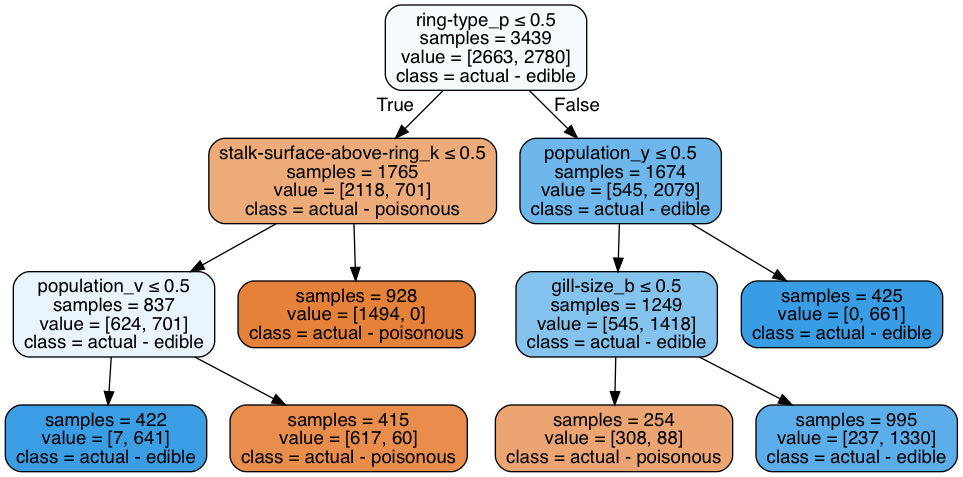 ring-type_p ≤ 0.5
samples = 3439
value = [2663, 2780]
class = actual - edible
True
False
stalk-surface-above-ring_k ≤ 0.5
samples = 1765
value = [2118, 701]
class = actual - poisonous
population_y ≤ 0.5
samples = 1674
value = [545, 2079]
class = actual - edible
population_v ≤ 0.5
samples = 837
value = [624, 701]
class = actual - edible
samples = 928
value = [1494, 0]
class = actual - poisonous
gill-size_b ≤ 0.5
samples = 1249
value = [545, 1418]
class = actual - edible
samples = 425
value = [0, 661]
class = actual - edible
samples = 422
value = [7, 641]
class = actual - edible
samples = 415
value = [617, 60]
class = actual - poisonous
samples = 254
value = [308, 88]
class = actual - poisonous
samples = 995
value = [237, 1330]
class = actual - edible